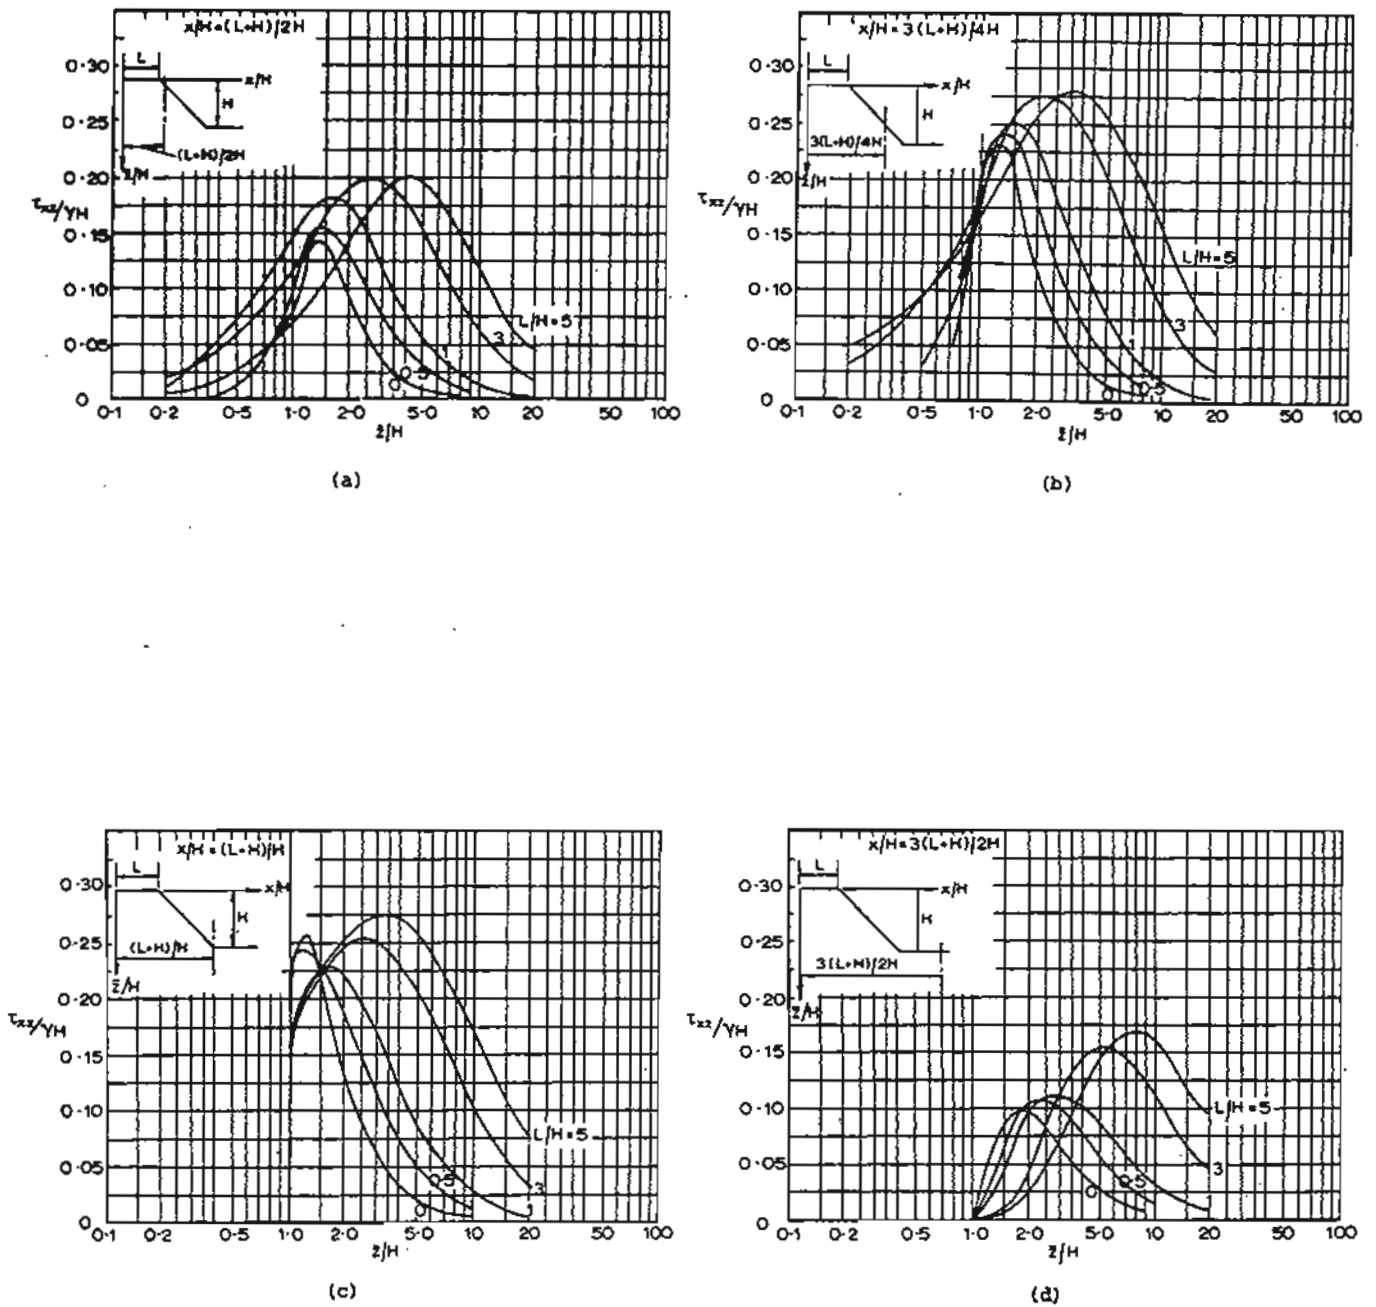 x/H=(L+H)/2H
L
x/H
H
(L+H)/2H
z/H
0·30
0·25
0·20
τxz/γH
0·15
0·10
0·05
0
L/H=5
3
0·5
0
0·1 0·2 0·5 1·0 2·0 5·0 10 20 50 100
z/H
(a)
x/H=3(L+H)/4H
L
x/H
H
3(L+H)/4H
z/H
0·30
0·25
0·20
τxz/γH
0·15
0·10
0·05
0
L/H=5
3
1
0·5
0
0·1 0·2 0·5 1·0 2·0 5·0 10 20 50 100
z/H
(b)
x/H=(L+H)/H
L
x/H
H
(L+H)/H
z/H
0·30
0·25
0·20
τxz/γH
0·15
0·10
0·05
0
L/H=5
3
1
0·5
0
0·1 0·2 0·5 1·0 2·0 5·0 10 20 50 100
z/H
(c)
x/H=3(L+H)/2H
L
x/H
H
3(L+H)/2H
z/H
0·30
0·25
0·20
τxz/γH
0·15
0·10
0·05
0
L/H=5
3
0·5
0
0·1 0·2 0·5 1·0 2·0 5·0 10 20 50 100
z/H
(d)